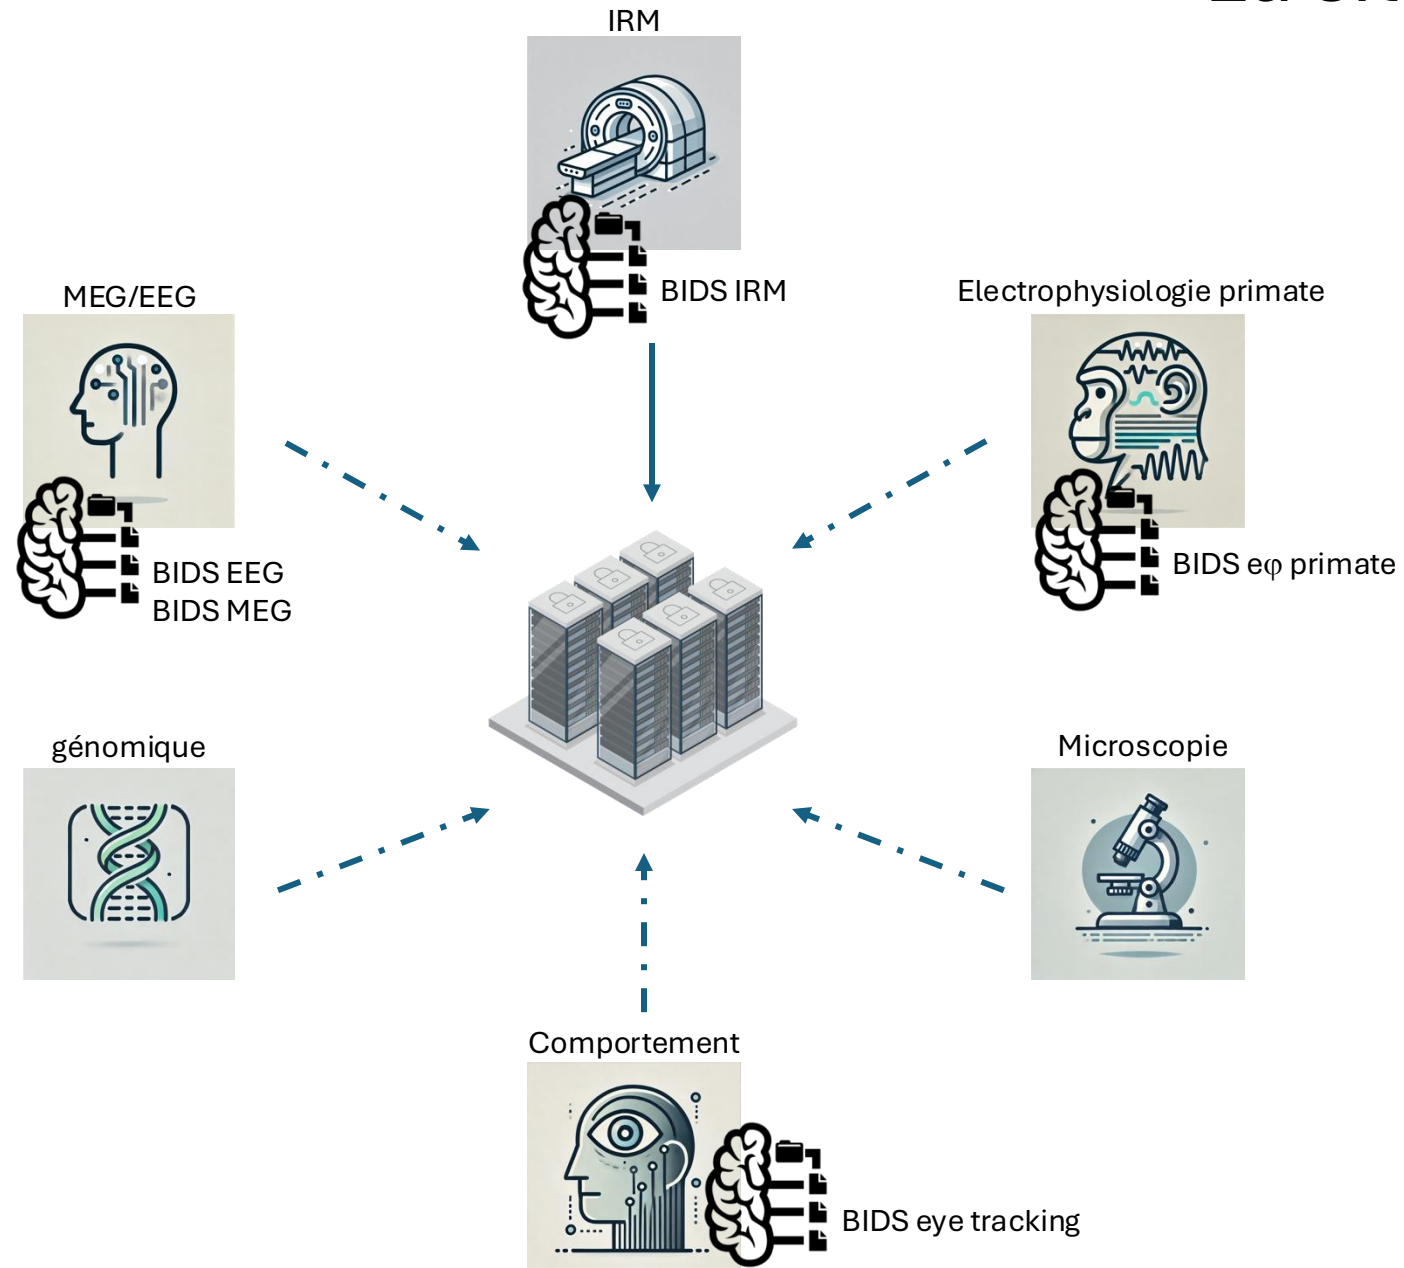 IRM
BIDS IRM
MEG/EEG
Electrophysiologie primate
BIDS EEG
BIDS MEG
BIDS eφ primate
génomique
Microscopie
Comportement
BIDS eye tracking